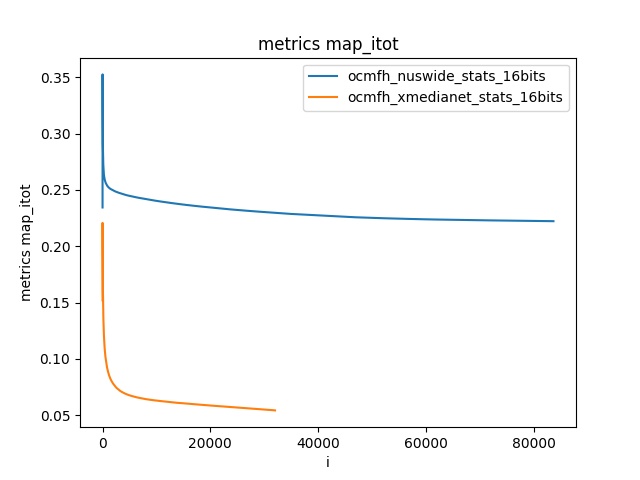 metrics map_itot
ocmfh_nuswide_stats_16bits
ocmfh_xmedianet_stats_16bits
metrics map_itot
0.35
0.30
0.25
0.20
0.15
0.10
0.05
0
20000
40000
60000
80000
i